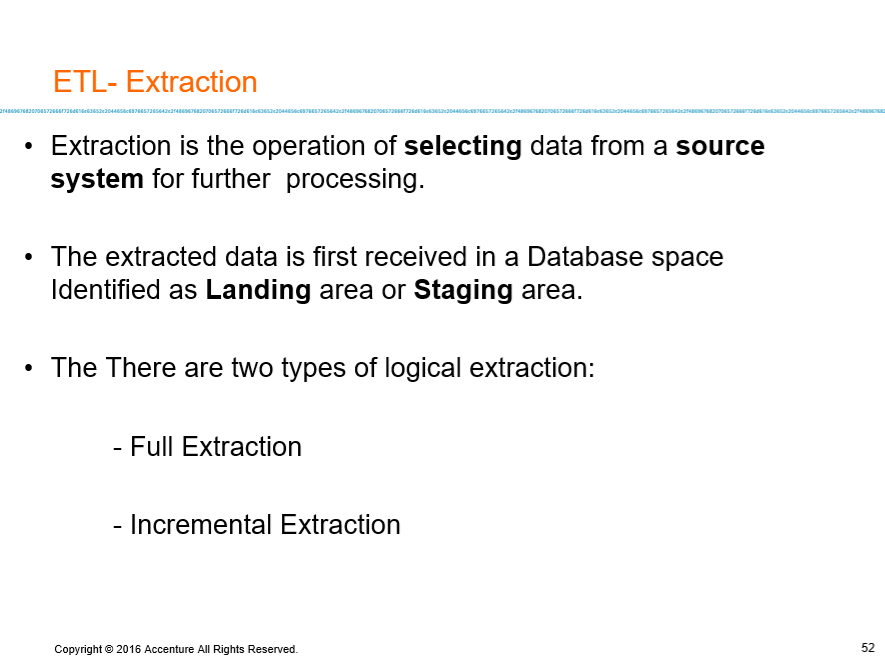 ETL- Extraction
• Extraction is the operation of selecting data from a source
system for further  processing.
• The extracted data is first received in a Database space
Identified as Landing area or Staging area.
• The There are two types of logical extraction:
- Full Extraction
- Incremental Extraction
Copyright © 2016 Accenture All Rights Reserved.
52